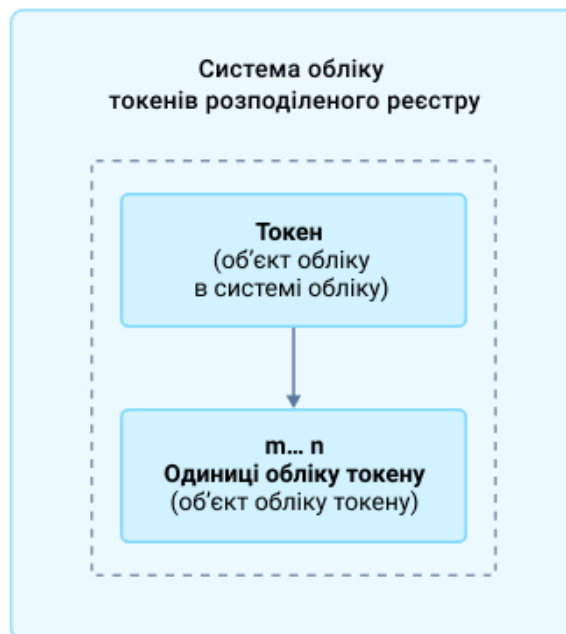 Система обліку
токенів розподіленого реєстру
Токен
(об’єкт обліку
в системі обліку)
m... n
Одиниці обліку токену
(об’єкт обліку токену)